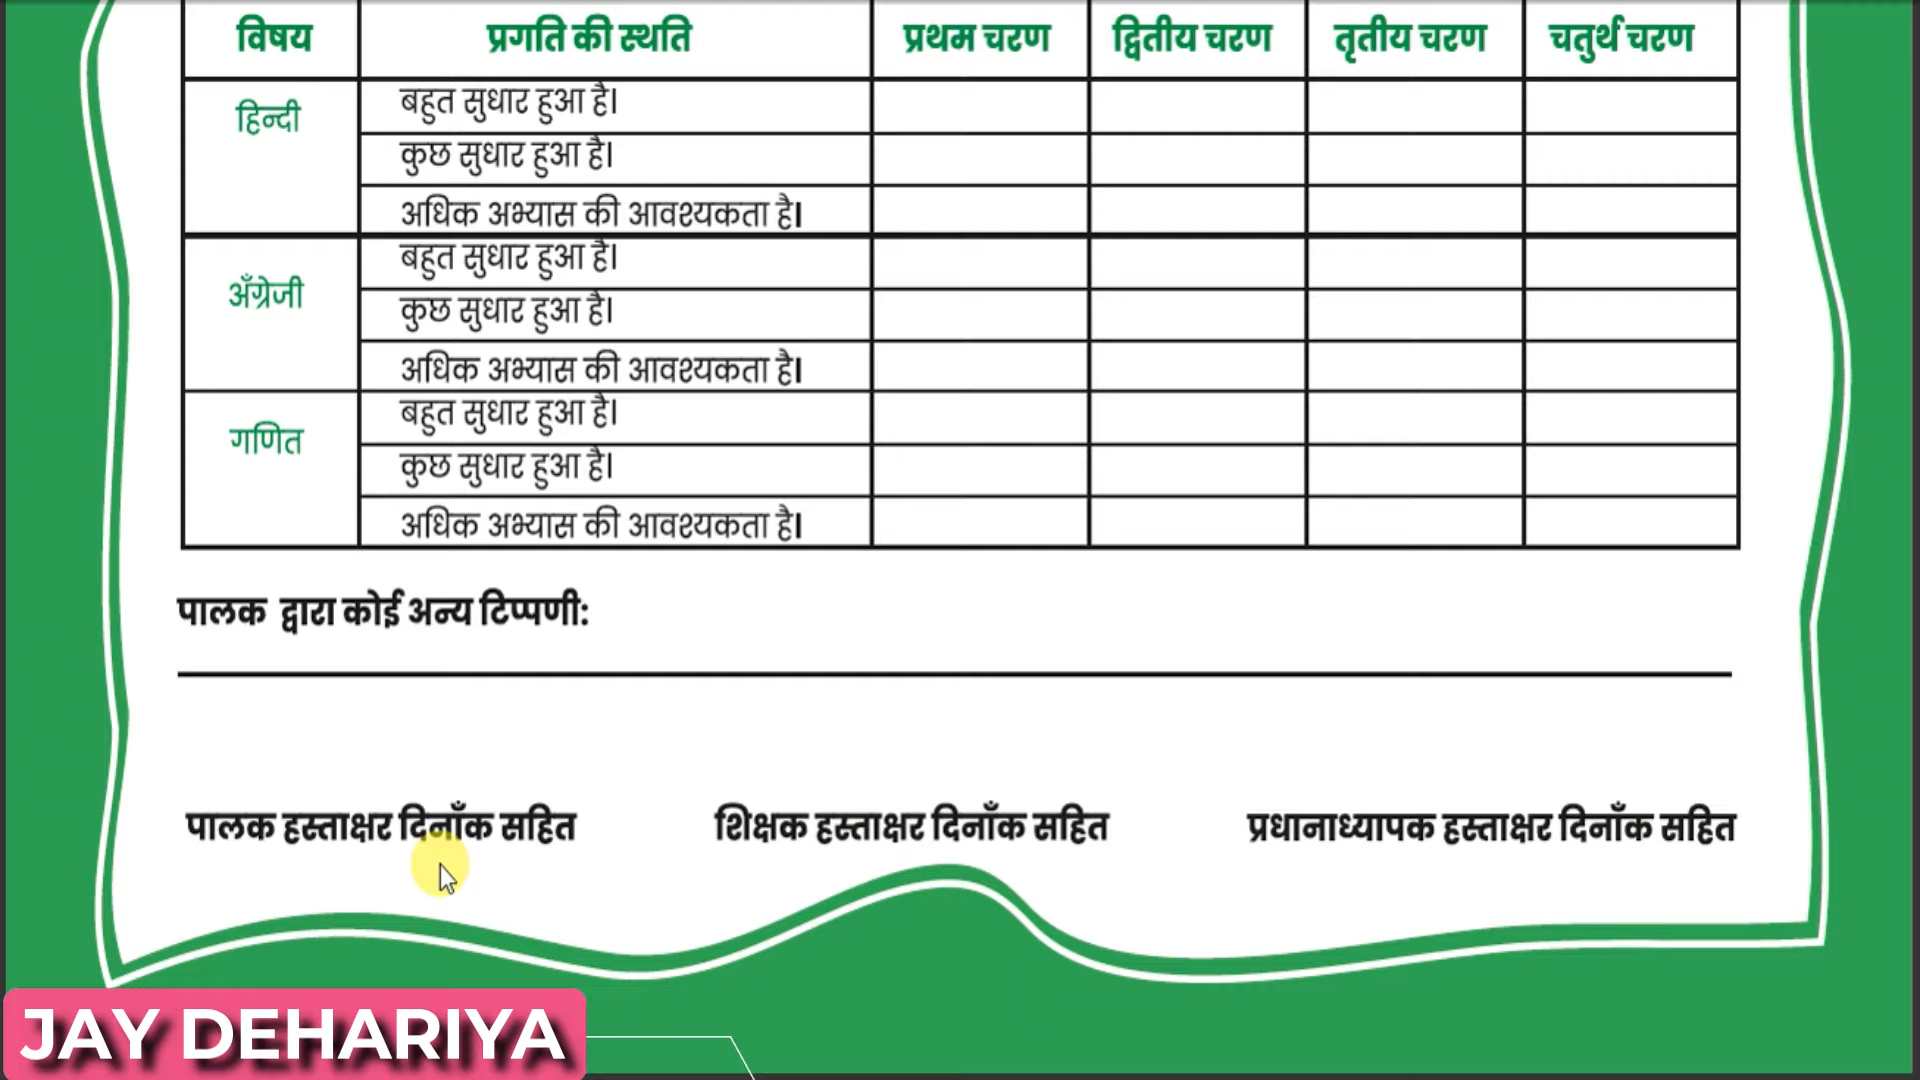 विषय प्रगति की स्थति प्रथम चरण द्वितीय चरण तृतीय चरण चतुर्थ चरण
हिन्दी बहुत सुधार हुआ है।
कुछ सुधार हुआ है।
अधिक अभ्यास की आवश्यकता है।
अँग्रेजी बहुत सुधार हुआ है।
कुछ सुधार हुआ है।
अधिक अभ्यास की आवश्यकता है।
गणित बहुत सुधार हुआ है।
कुछ सुधार हुआ है।
अधिक अभ्यास की आवश्यकता है।
पालक द्वारा कोई अन्य टिप्पणी:
पालक हस्ताक्षर दिनाँक सहित शिक्षक हस्ताक्षर दिनाँक सहित प्रधानाध्यापक हस्ताक्षर दिनाँक सहित
JAY DEHARIYA